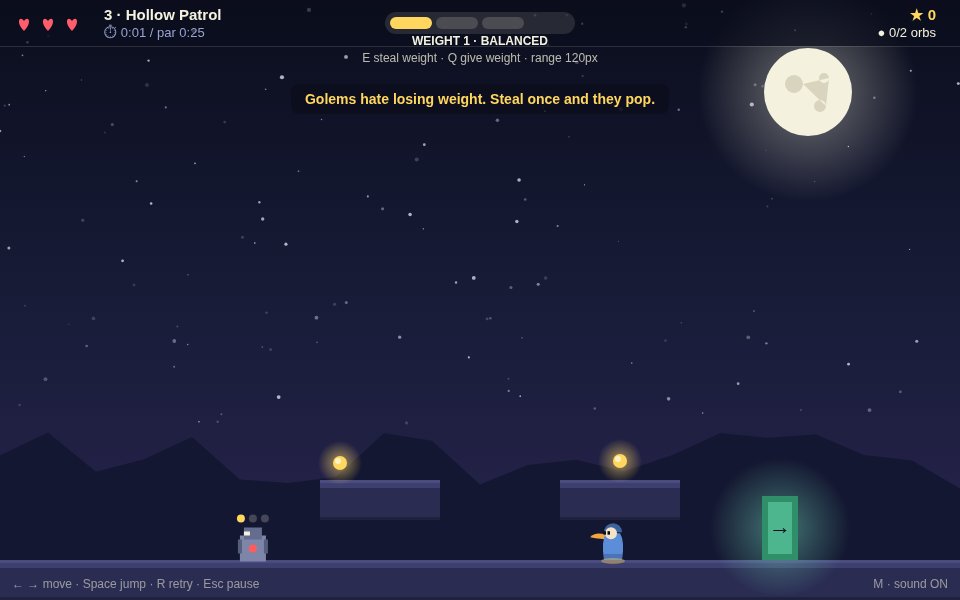 3 · Hollow Patrol
⏱ 0:01 / par 0:25
WEIGHT 1 · BALANCED
E steal weight · Q give weight · range 120px
★ 0
● 0/2 orbs
Golems hate losing weight. Steal once and they pop.
→
← → move · Space jump · R retry · Esc pause
M · sound ON